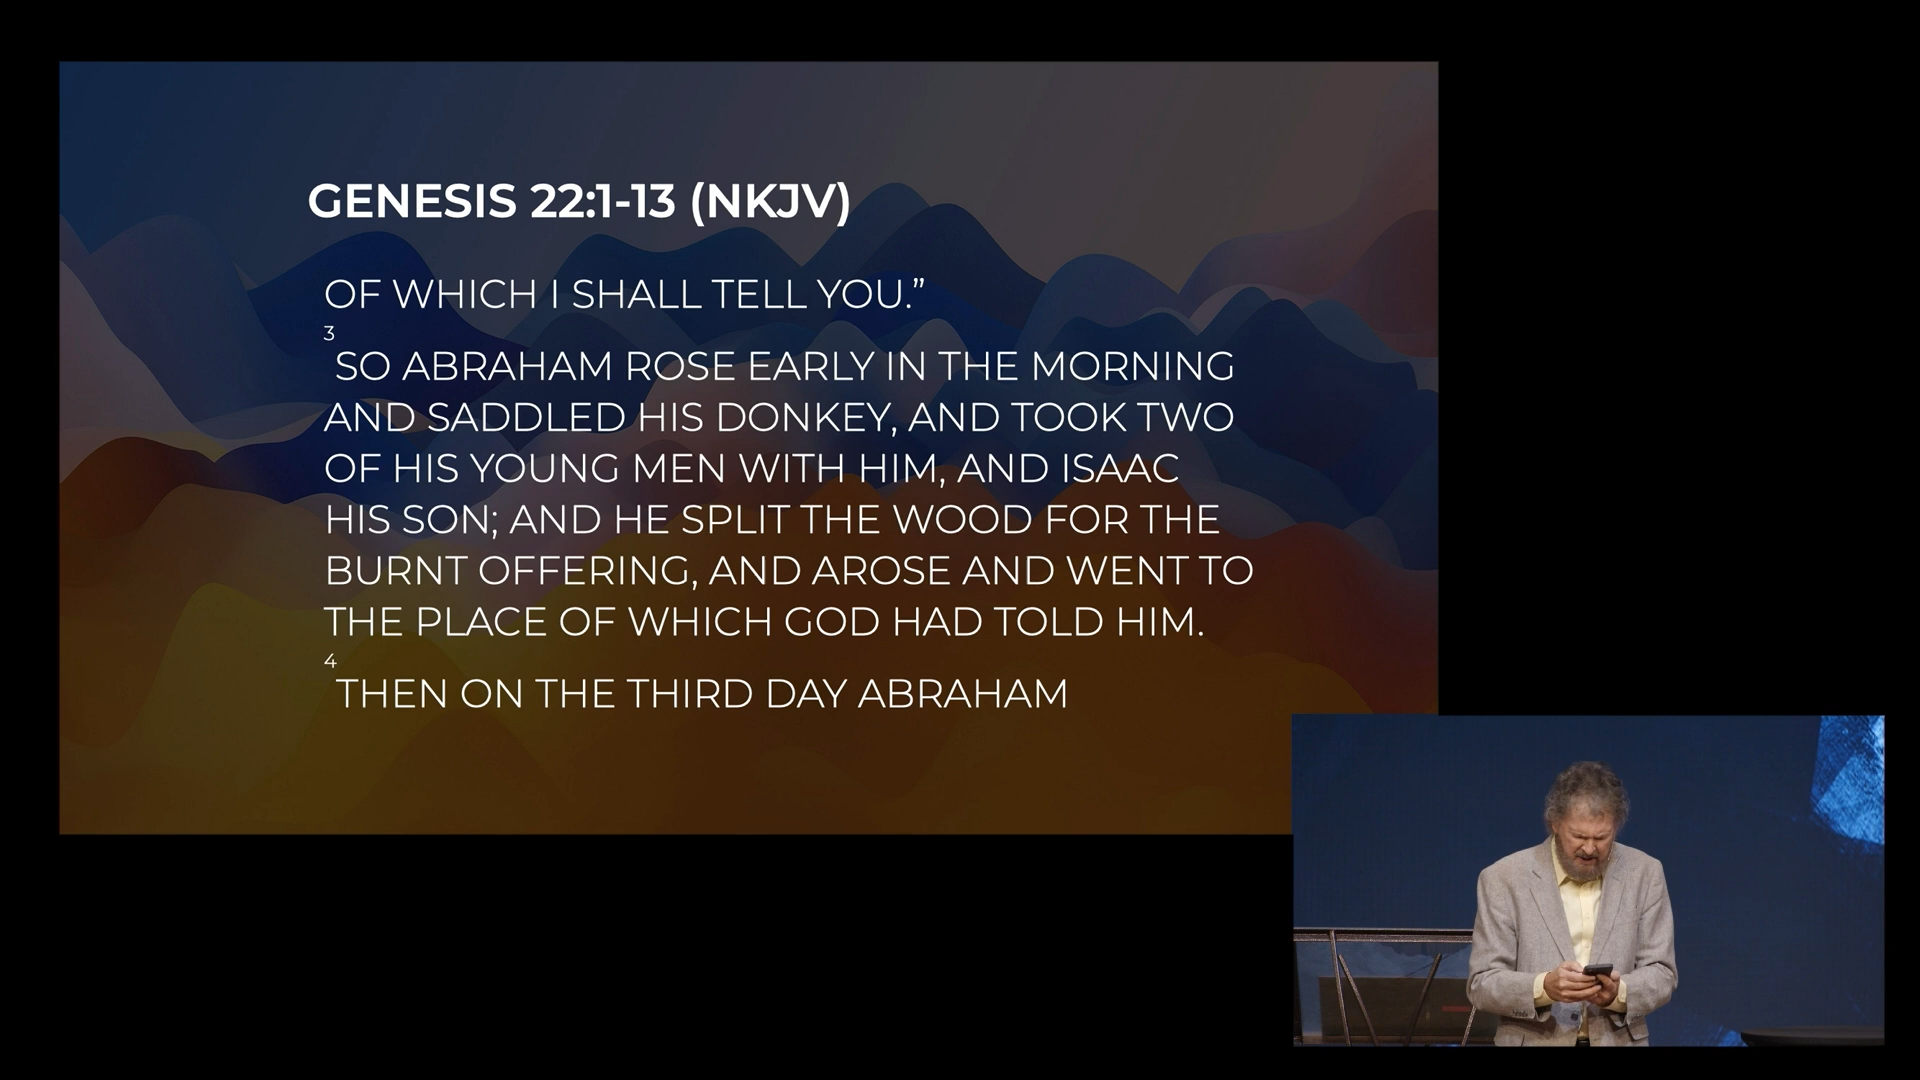 GENESIS 22:1-13 (NKJV)
OF WHICH I SHALL TELL YOU.”
3
SO ABRAHAM ROSE EARLY IN THE MORNING
AND SADDLED HIS DONKEY, AND TOOK TWO
OF HIS YOUNG MEN WITH HIM, AND ISAAC
HIS SON; AND HE SPLIT THE WOOD FOR THE
BURNT OFFERING, AND AROSE AND WENT TO
THE PLACE OF WHICH GOD HAD TOLD HIM.
4
THEN ON THE THIRD DAY ABRAHAM